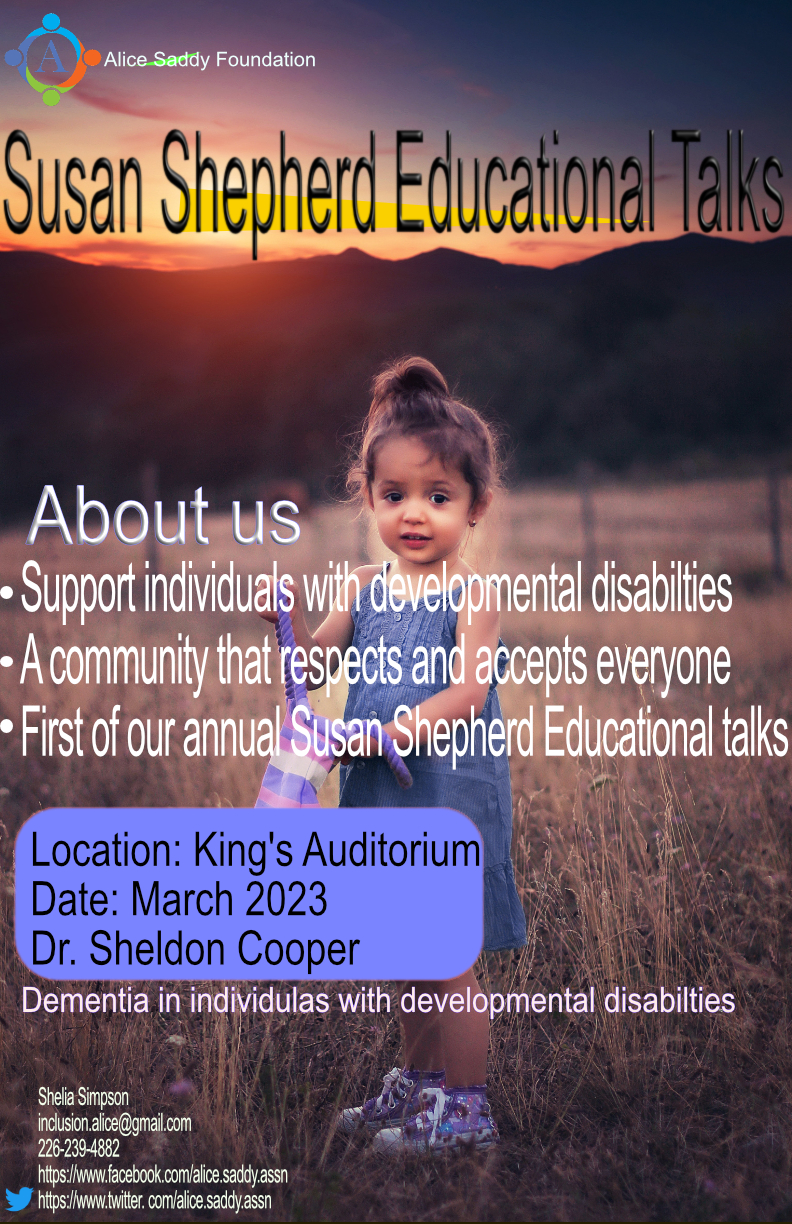 A
Alice Saddy Foundation
Susan Shepherd Educational Talks
About us
• Support individuals with developmental disabilties
• A community that respects and accepts everyone
• First of our annual Susan Shepherd Educational talks
Location: King's Auditorium
Date: March 2023
Dr. Sheldon Cooper
Dementia in individulas with developmental disabilties
Shelia Simpson
inclusion.alice@gmail.com
226-239-4882
https://www.facebook.com/alice.saddy.assn
https://www.twitter. com/alice.saddy.assn